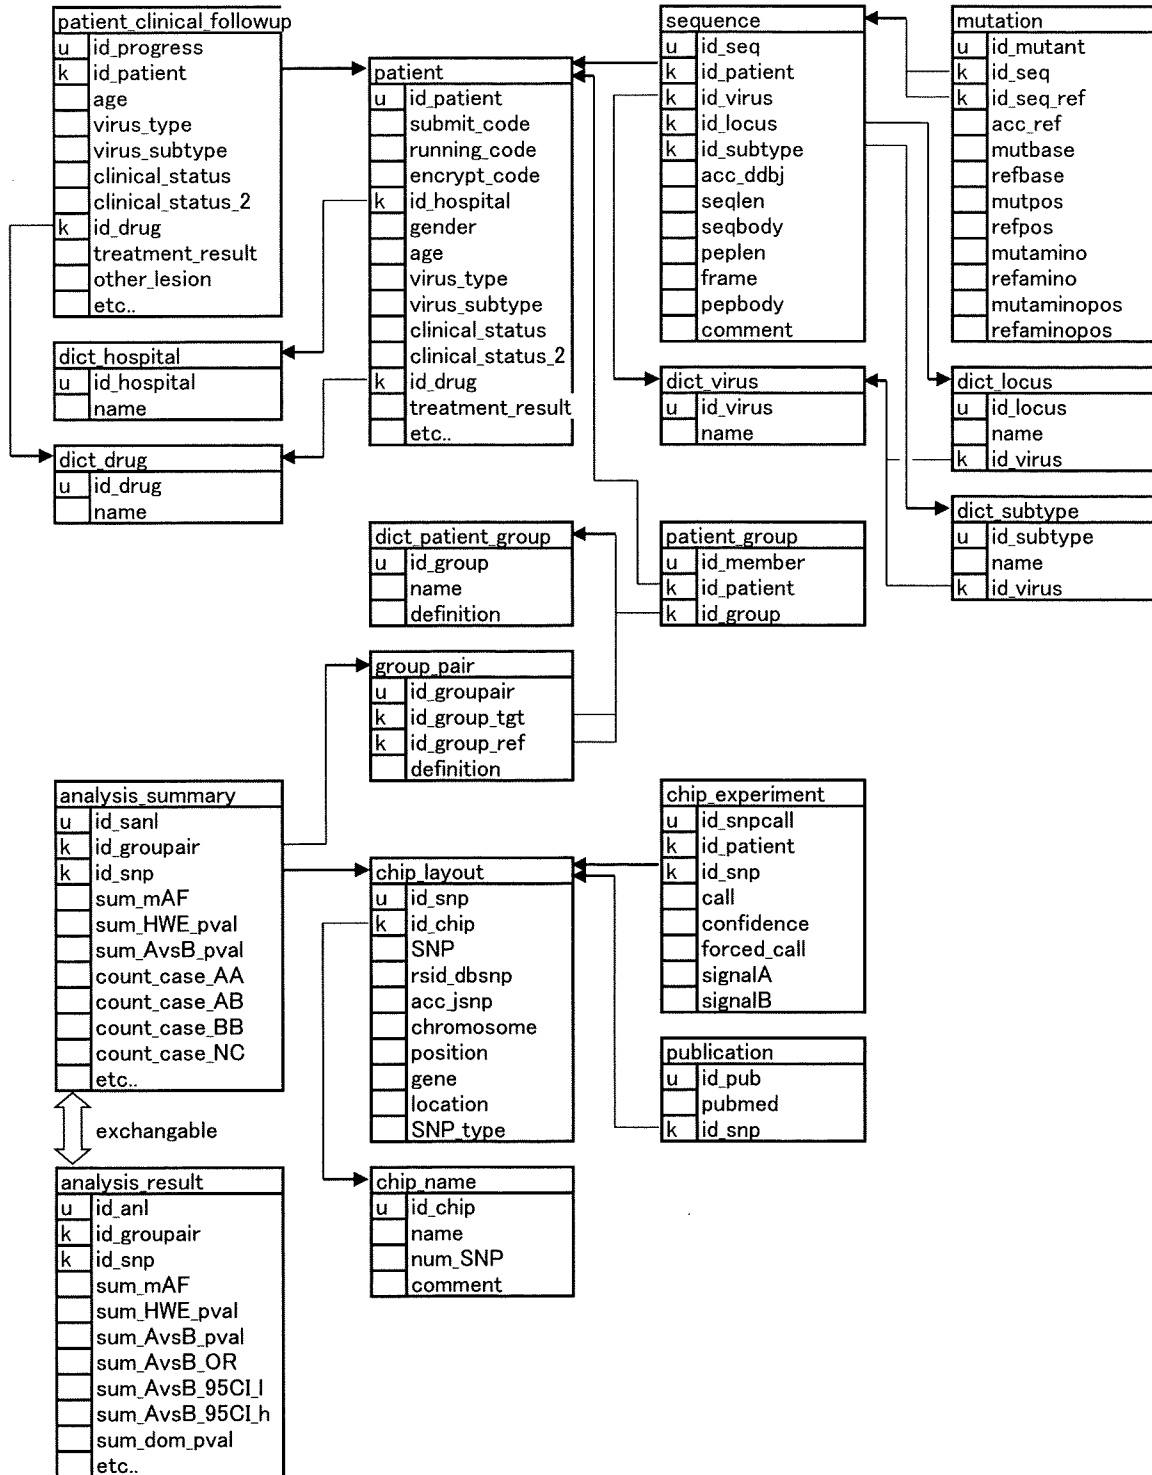 patient_clinical_followup
u id_progress
k id_patient
age
virus_type
virus_subtype
clinical_status
clinical_status_2
k id_drug
treatment_result
other_lesion
etc..
dict_hospital
u id_hospital
name
dict_drug
u id_drug
name
patient
u id_patient
submit_code
running_code
encrypt_code
k id_hospital
gender
age
virus_type
virus_subtype
clinical_status
clinical_status_2
k id_drug
treatment_result
etc..
sequence
u id_seq
k id_patient
k id_virus
k id_locus
k id_subtype
acc_ddbj
seqlen
seqbody
peplen
frame
pepbody
comment
mutation
u id_mutant
k id_seq
k id_seq_ref
acc_ref
mutbase
refbase
mutpos
refpos
mutamino
refamino
mutaminopos
refaminopos
dict_virus
u id_virus
name
dict_locus
u id_locus
name
k id_virus
dict_subtype
u id_subtype
name
k id_virus
dict_patient_group
u id_group
name
definition
patient_group
u id_member
k id_patient
k id_group
group_pair
u id_groupair
k id_group_tgt
k id_group_ref
definition
analysis_summary
u id_sanl
k id_groupair
k id_snp
sum_mAF
sum_HWE_pval
sum_AvsB_pval
count_case_AA
count_case_AB
count_case_BB
count_case_NC
etc..
exchangable
analysis_result
u id_anl
k id_groupair
k id_snp
sum_mAF
sum_HWE_pval
sum_AvsB_pval
sum_AvsB_OR
sum_AvsB_95CI_l
sum_AvsB_95CI_h
sum_dom_pval
etc..
chip_layout
u id_snp
k id_chip
SNP
rsid_dbsnp
acc_jsnp
chromosome
position
gene
location
SNP_type
chip_name
u id_chip
name
num_SNP
comment
chip_experiment
u id_snpcall
k id_patient
k id_snp
call
confidence
forced_call
signalA
signalB
publication
u id_pub
pubmed
k id_snp